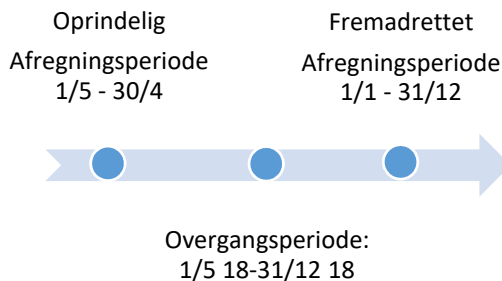 Oprindelig
Afregningsperiode
1/5 - 30/4
Fremadrettet
Afregningsperiode
1/1 - 31/12
Overgangsperiode:
1/5 18-31/12 18